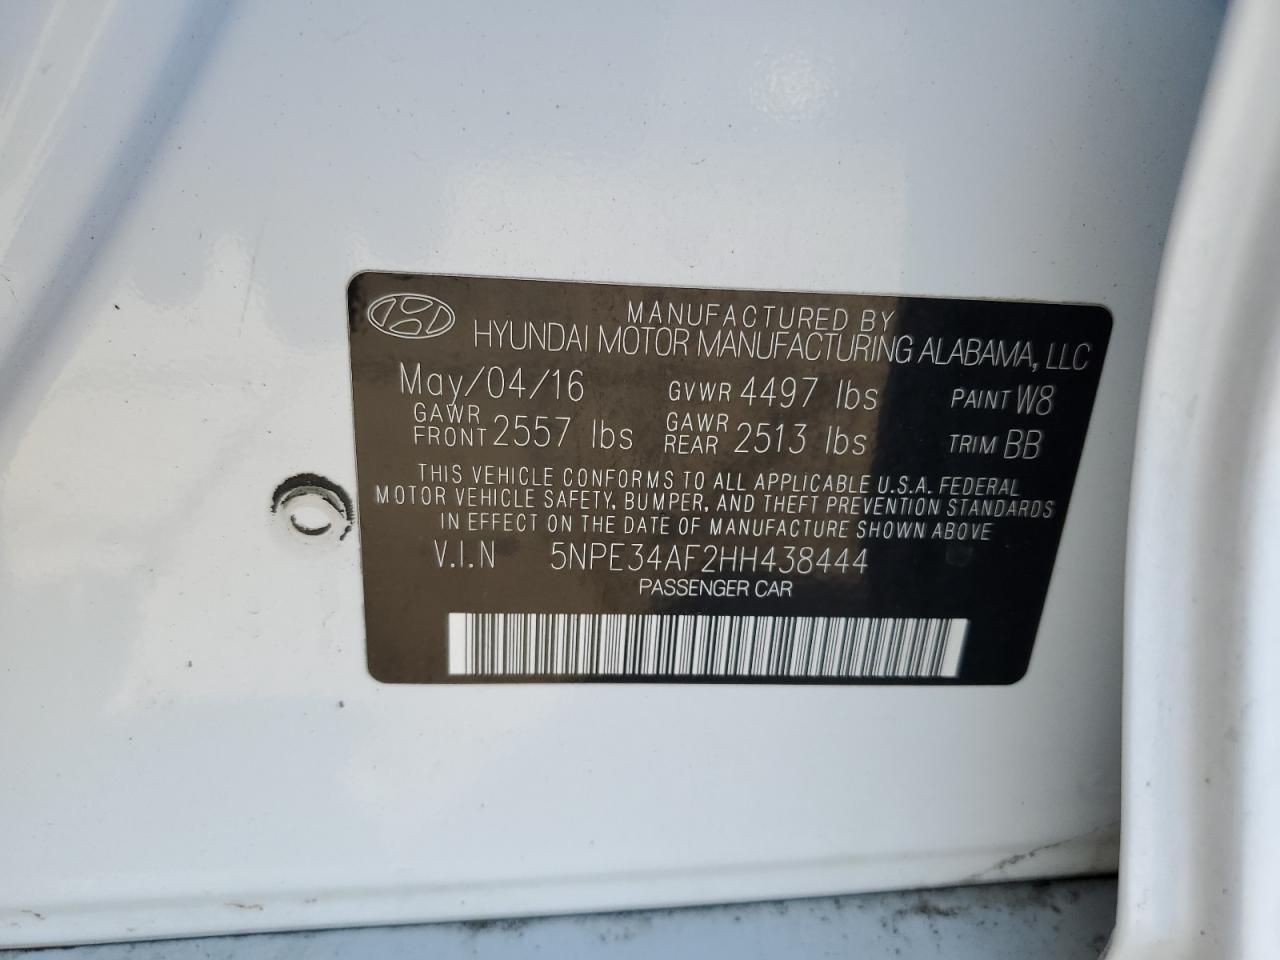 MANUFACTURED BY
HYUNDAI MOTOR MANUFACTURING ALABAMA, LLC
May/04/16 GVWR 4497 lbs PAINT W8
GAWR FRONT 2557 lbs GAWR REAR 2513 lbs TRIM BB
THIS VEHICLE CONFORMS TO ALL APPLICABLE U.S.A. FEDERAL
MOTOR VEHICLE SAFETY, BUMPER, AND THEFT PREVENTION STANDARDS
IN EFFECT ON THE DATE OF MANUFACTURE SHOWN ABOVE
V.I.N 5NPE34AF2HH438444
PASSENGER CAR